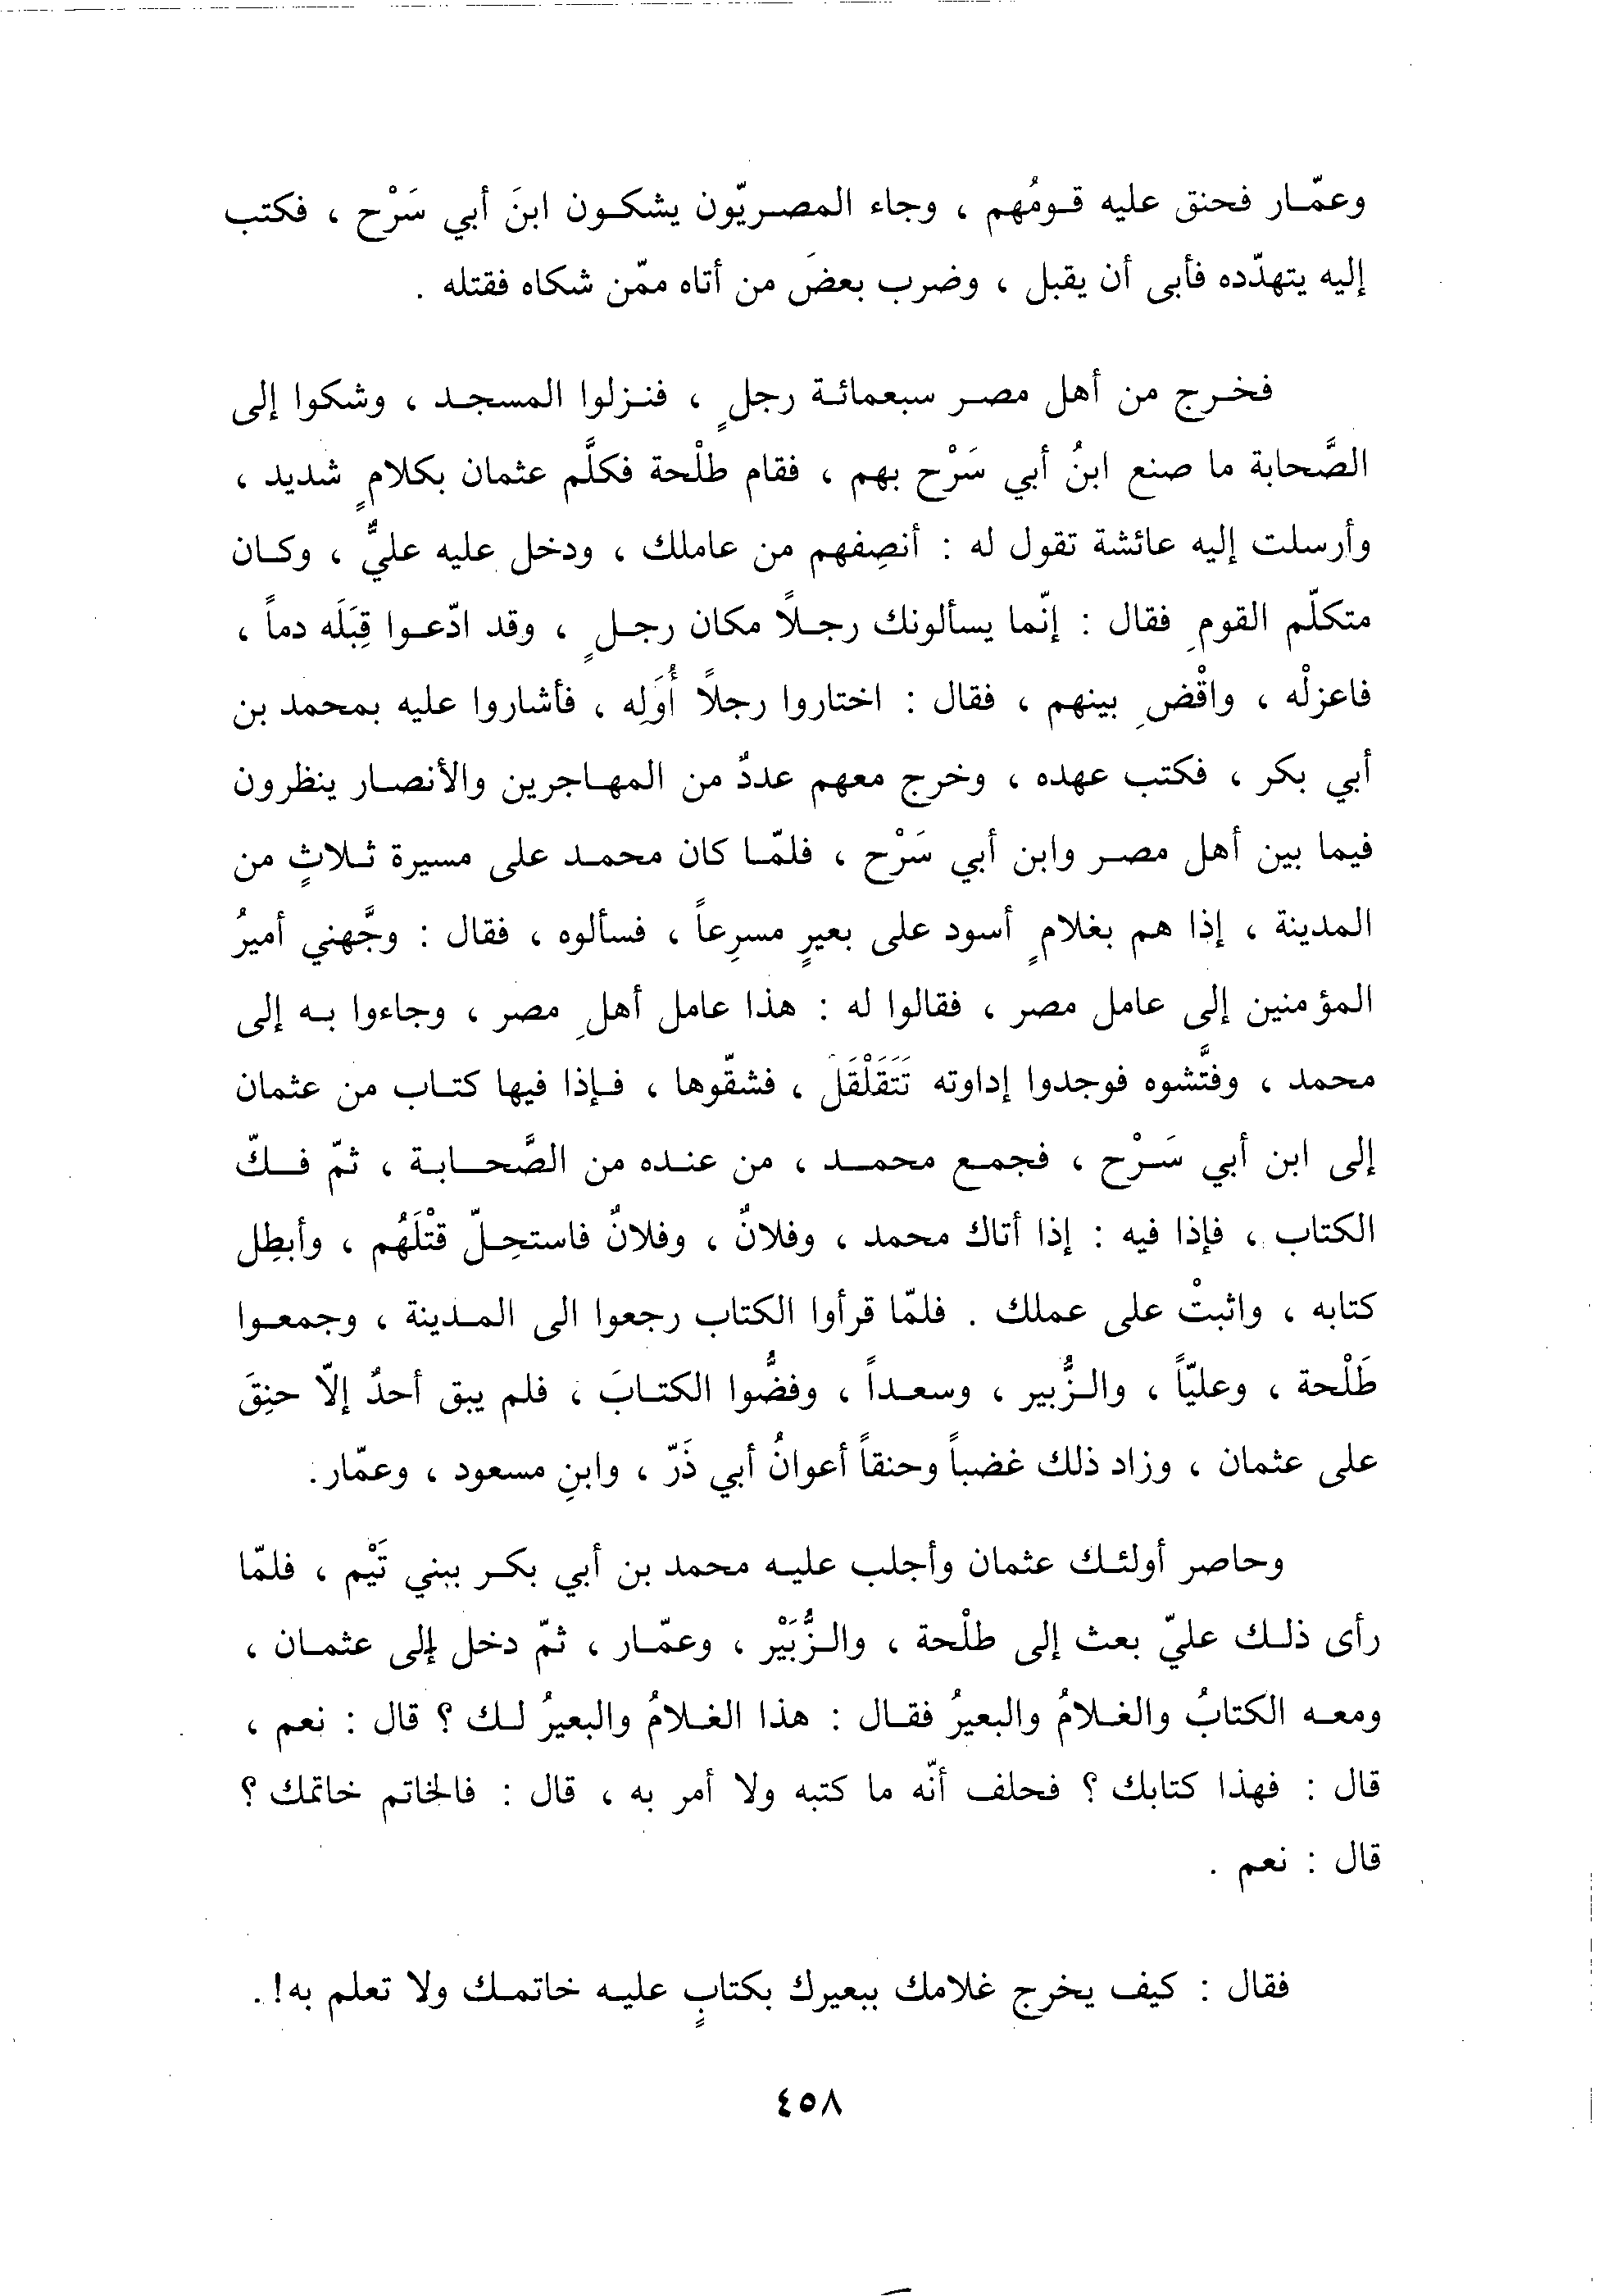 وعمّار فحنق عليه قومُهم ، وجاء المصريّون يشكون ابنَ أبي سَرْح ، فكتب
إليه يتهدّده فأبى أن يقبل ، وضرب بعضَ من أتاه ممّن شكاه فقتله .
فخرج من أهل مصر سبعمائة رجلٍ ، فنزلوا المسجد ، وشكوا إلى
الصَّحابة ما صنع ابنُ أبي سَرْح بهم ، فقام طلْحة فكلَّم عثمان بكلامٍ شديد ،
وأرسلت إليه عائشة تقول له : أنصِفهم من عاملك ، ودخل عليه عليٌّ ، وكان
متكلّم القومِ فقال : إنّما يسألونك رجلاً مكان رجلٍ ، وقد ادّعوا قِبَلَه دماً ،
فاعزلْه ، واقْضِ بينهم ، فقال : اختاروا رجلاً أُوَلِه ، فأشاروا عليه بمحمد بن
أبي بكر ، فكتب عهده ، وخرج معهم عددٌ من المهاجرين والأنصار ينظرون
فيما بين أهل مصر وابن أبي سَرْح ، فلمّا كان محمد على مسيرة ثلاثٍ من
المدينة ، إذا هم بغلامٍ أسود على بعيرٍ مسرِعاً ، فسألوه ، فقال : وجَّهني أميرُ
المؤمنين إلى عامل مصر ، فقالوا له : هذا عامل أهلِ مصر ، وجاءوا به إلى
محمد ، وفتَّشوه فوجدوا إداوته تَتَقَلْقَلَ ، فشقّوها ، فإذا فيها كتاب من عثمان
إلى ابن أبي سَرْح ، فجمع محمد ، من عنده من الصَّحابة ، ثمّ فكّ
الكتاب ، فإذا فيه : إذا أتاك محمد ، وفلانٌ ، وفلانٌ فاستحِلّ قتْلَهُم ، وأبطِل
كتابه ، واثبتْ على عملك . فلمّا قرأوا الكتاب رجعوا الى المدينة ، وجمعوا
طَلْحة ، وعليّاً ، والزُّبير ، وسعداً ، وفضُّوا الكتابَ ، فلم يبق أحدٌ إلاّ حنِقَ
على عثمان ، وزاد ذلك غضباً وحنقاً أعوانُ أبي ذَرّ ، وابنِ مسعود ، وعمّار.
وحاصر أولئك عثمان وأجلب عليه محمد بن أبي بكر ببني تَيْم ، فلمّا
رأى ذلك عليّ بعث إلى طلْحة ، والزُّبَيْر ، وعمّار ، ثمّ دخل إلى عثمان ،
ومعه الكتابُ والغلامُ والبعيرُ فقال : هذا الغلامُ والبعيرُ لك ؟ قال : نعم ،
قال : فهذا كتابك ؟ فحلف أنّه ما كتبه ولا أمر به ، قال : فالخاتم خاتمك ؟
قال : نعم .
فقال : كيف يخرج غلامك ببعيرك بكتابٍ عليه خاتمك ولا تعلم به!.
٤٥٨